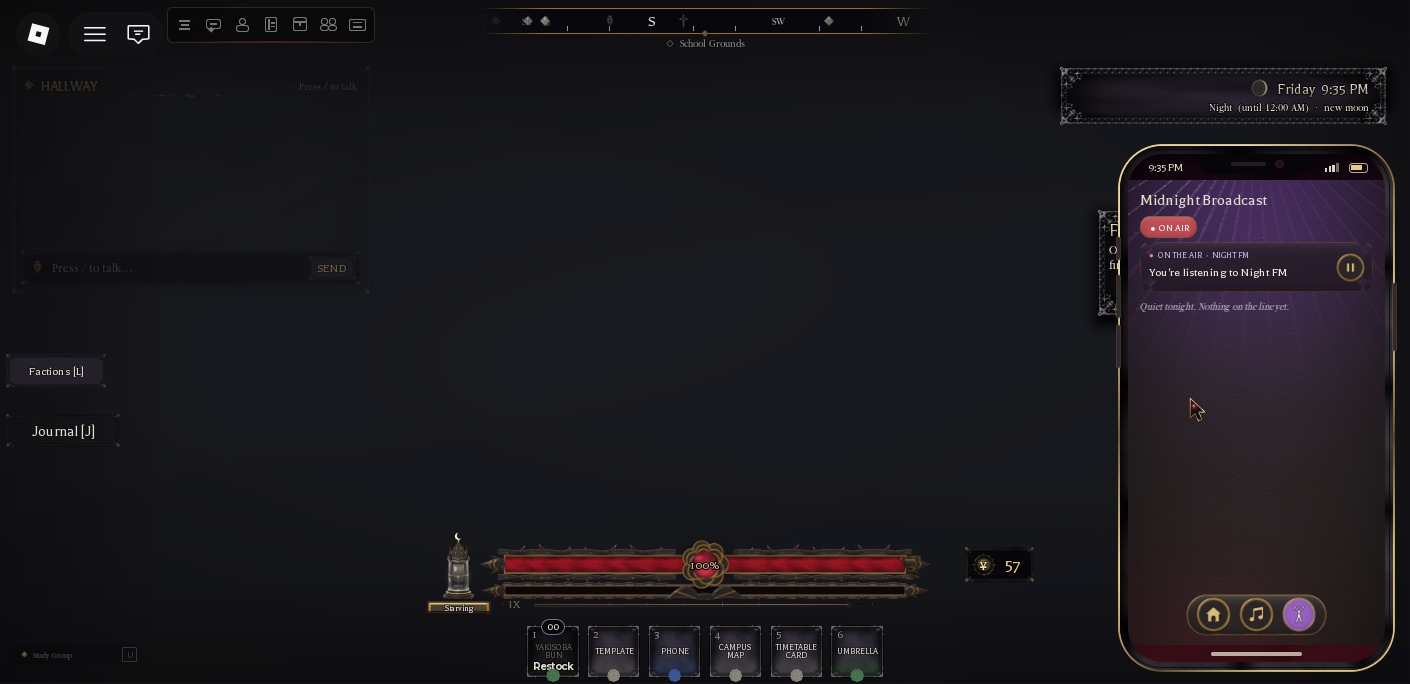 S
SW
W
School Grounds
HALLWAY
Press / to talk
Press / to talk...
SEND
Friday 9:35 PM
Night (until 12:00 AM) · new moon
9:35 PM
Midnight Broadcast
● ON AIR
● ON THE AIR · NIGHT FM
You're listening to Night FM
Quiet tonight. Nothing on the line yet.
Factions [L]
Journal [J]
100%
¥ 57
Starving
IX
00
1
YAKISOBA
BUN
Restock
2
TEMPLATE
3
PHONE
4
CAMPUS
MAP
5
TIMETABLE
CARD
6
UMBRELLA
Study Group
U